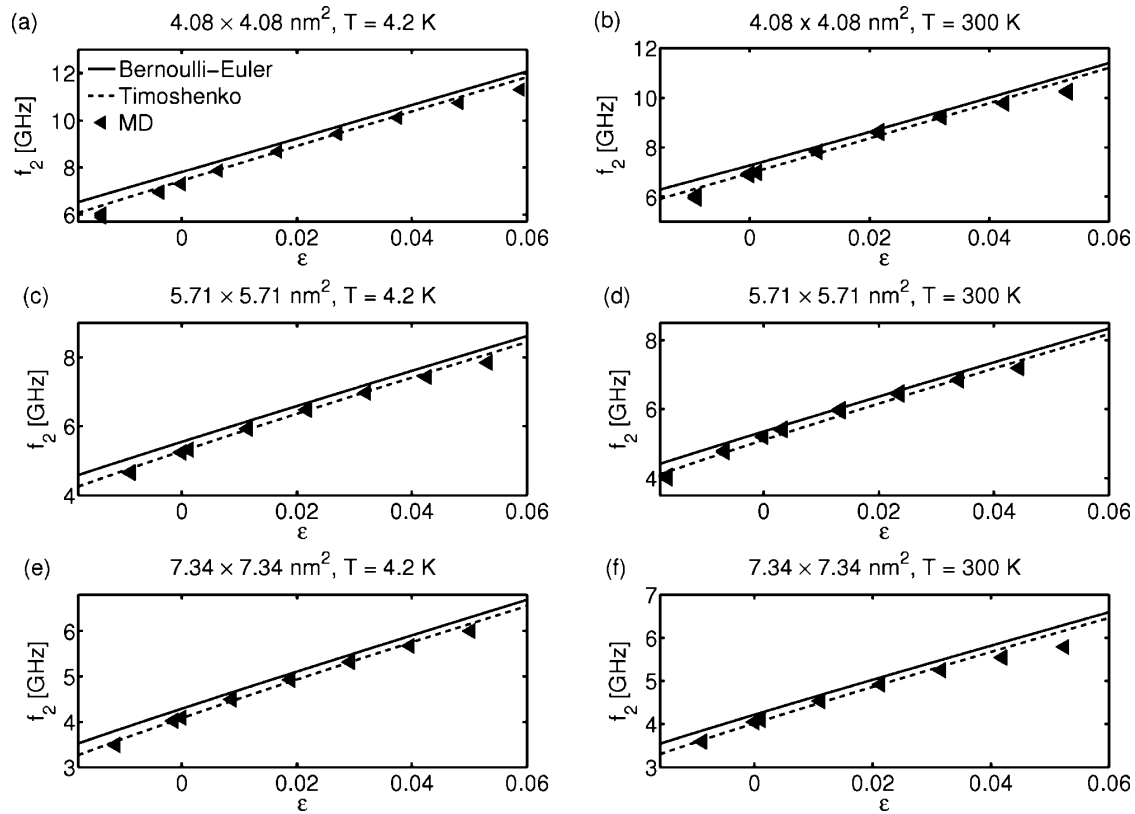 (a) 4.08 × 4.08 nm², T = 4.2 K
Bernoulli−Euler
Timoshenko
MD
f₂ [GHz]
12
10
8
6
0 0.02 0.04 0.06
ε
(b) 4.08 x 4.08 nm², T = 300 K
f₂ [GHz]
12
10
8
6
0 0.02 0.04 0.06
ε
(c) 5.71 × 5.71 nm², T = 4.2 K
f₂ [GHz]
8
6
4
0 0.02 0.04 0.06
ε
(d) 5.71 × 5.71 nm², T = 300 K
f₂ [GHz]
8
6
4
0 0.02 0.04 0.06
ε
(e) 7.34 × 7.34 nm², T = 4.2 K
f₂ [GHz]
6
5
4
3
0 0.02 0.04 0.06
ε
(f) 7.34 × 7.34 nm², T = 300 K
f₂ [GHz]
7
6
5
4
3
0 0.02 0.04 0.06
ε